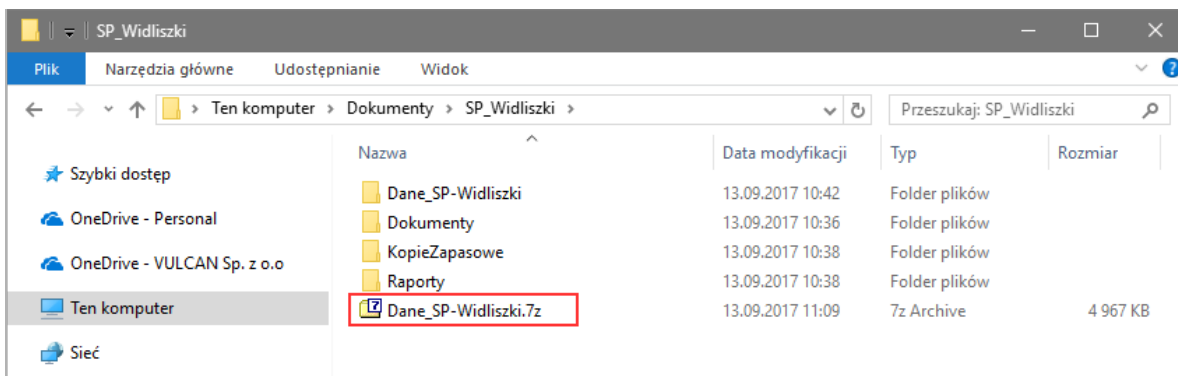 SP_Widliszki
Plik Narzędzia główne Udostępnianie Widok
Ten komputer > Dokumenty > SP_Widliszki > Przeszukaj: SP_Widliszki
Nazwa Data modyfikacji Typ Rozmiar
Szybki dostęp
OneDrive - Personal
OneDrive - VULCAN Sp. z o.o
Ten komputer
Sieć
Dane_SP-Widliszki 13.09.2017 10:42 Folder plików
Dokumenty 13.09.2017 10:36 Folder plików
KopieZapasowe 13.09.2017 10:38 Folder plików
Raporty 13.09.2017 10:38 Folder plików
Dane_SP-Widliszki.7z 13.09.2017 11:09 7z Archive 4 967 KB